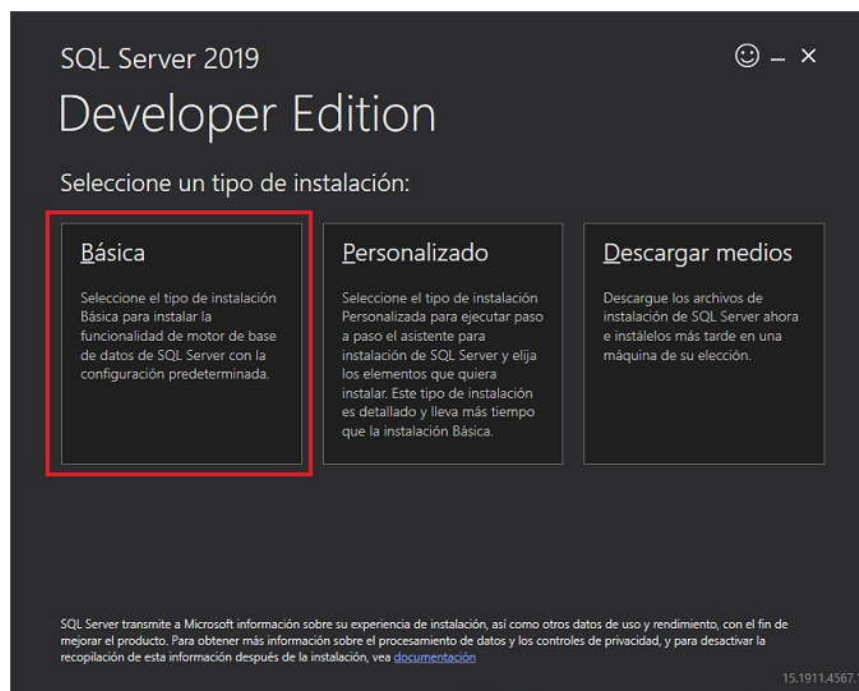 SQL Server 2019
Developer Edition
Seleccione un tipo de instalación:
Básica
Seleccione el tipo de instalación
Básica para instalar la
funcionalidad de motor de base
de datos de SQL Server con la
configuración predeterminada.
Personalizado
Seleccione el tipo de instalación
Personalizada para ejecutar paso
a paso el asistente para
instalación de SQL Server y elija
los elementos que quiera
instalar. Este tipo de instalación
es detallado y lleva más tiempo
que la instalación Básica.
Descargar medios
Descargue los archivos de
instalación de SQL Server ahora
e instálelos más tarde en una
máquina de su elección.
SQL Server transmite a Microsoft información sobre su experiencia de instalación, así como otros datos de uso y rendimiento, con el fin de
mejorar el producto. Para obtener más información sobre el procesamiento de datos y los controles de privacidad, y para desactivar la
recopilación de esta información después de la instalación, vea documentación
15.1911.4567.